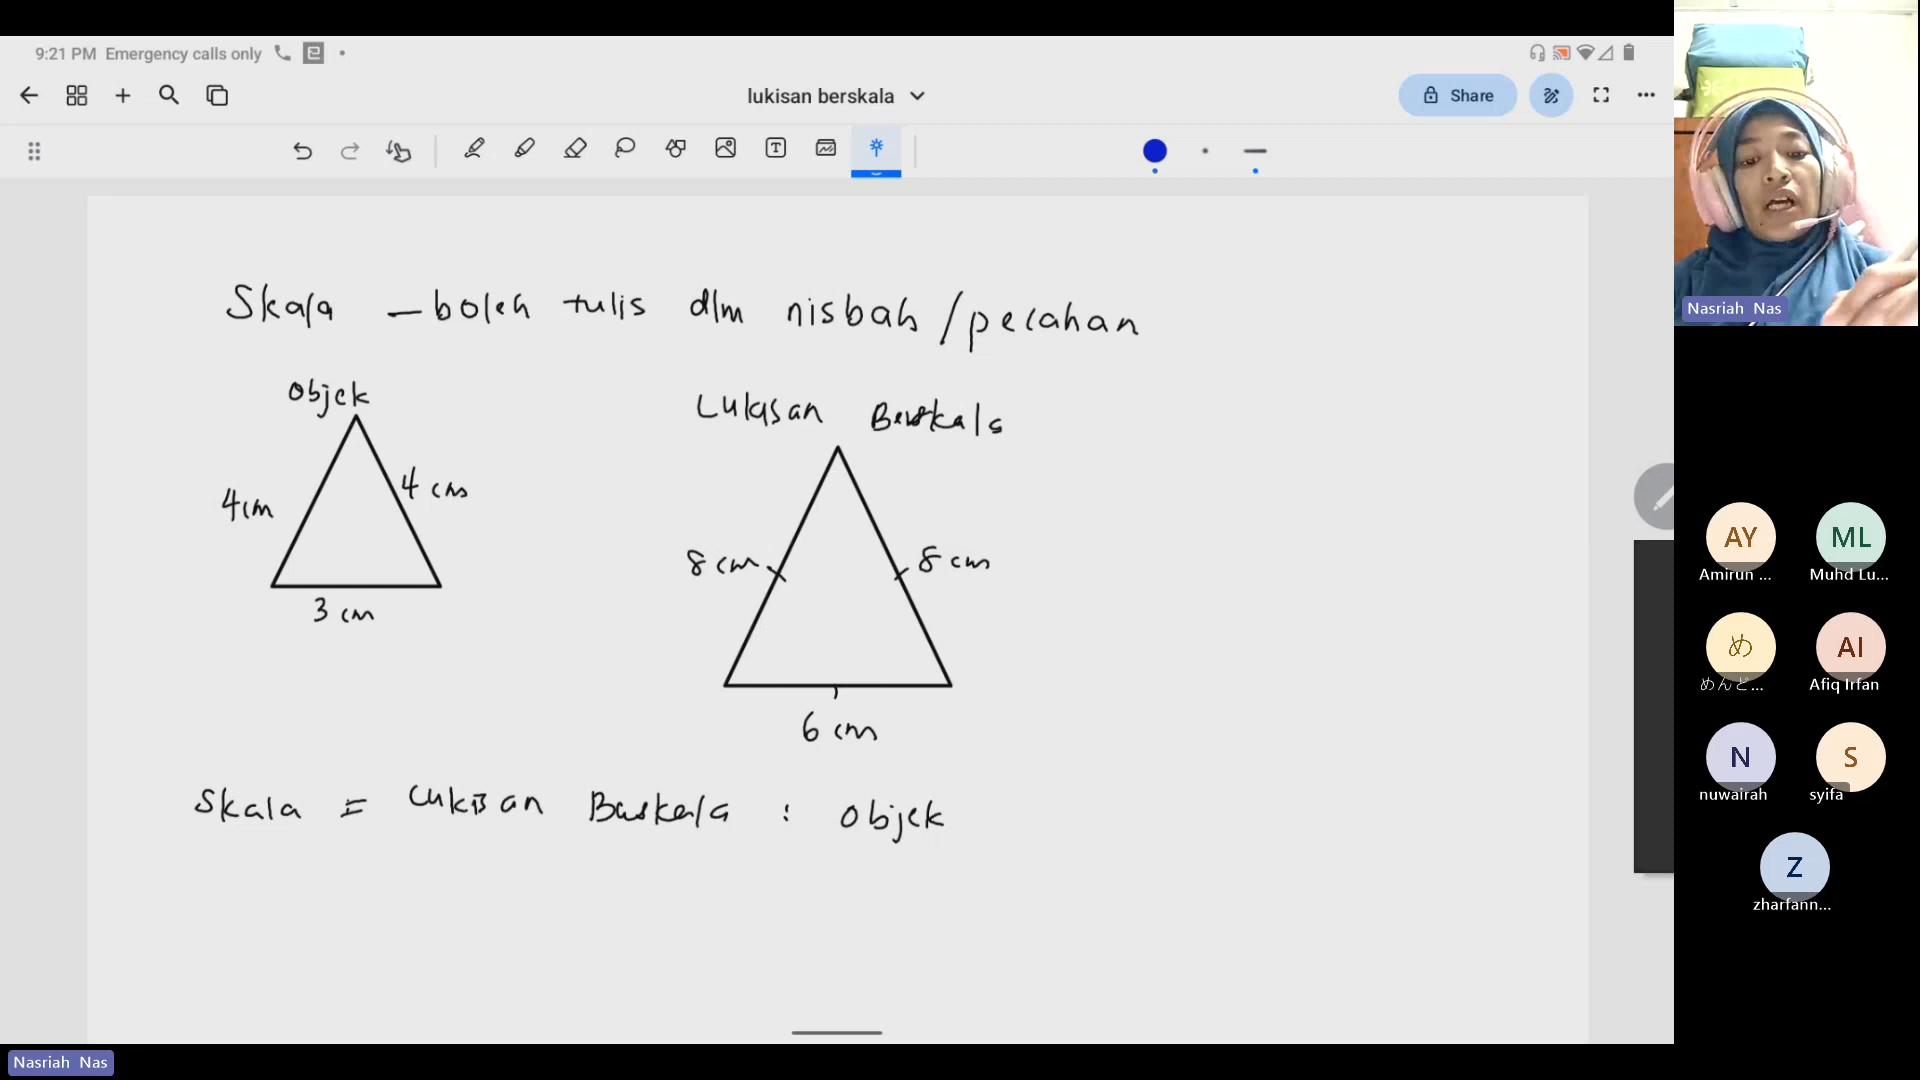 9:21 PM Emergency calls only
lukisan berskala
Share
Skala – boleh tulis dlm nisbah / pecahan
Objek
Lukisan Berskala
4cm
4 cm
3 cm
8 cm
8 cm
6 cm
Skala = Lukisan Berskala : Objek
Nasriah Nas
AY
Amirun ...
ML
Muhd Lu...
め
めんど...
AI
Afiq Irfan
N
nuwairah
S
syifa
Z
zharfann...
Nasriah Nas